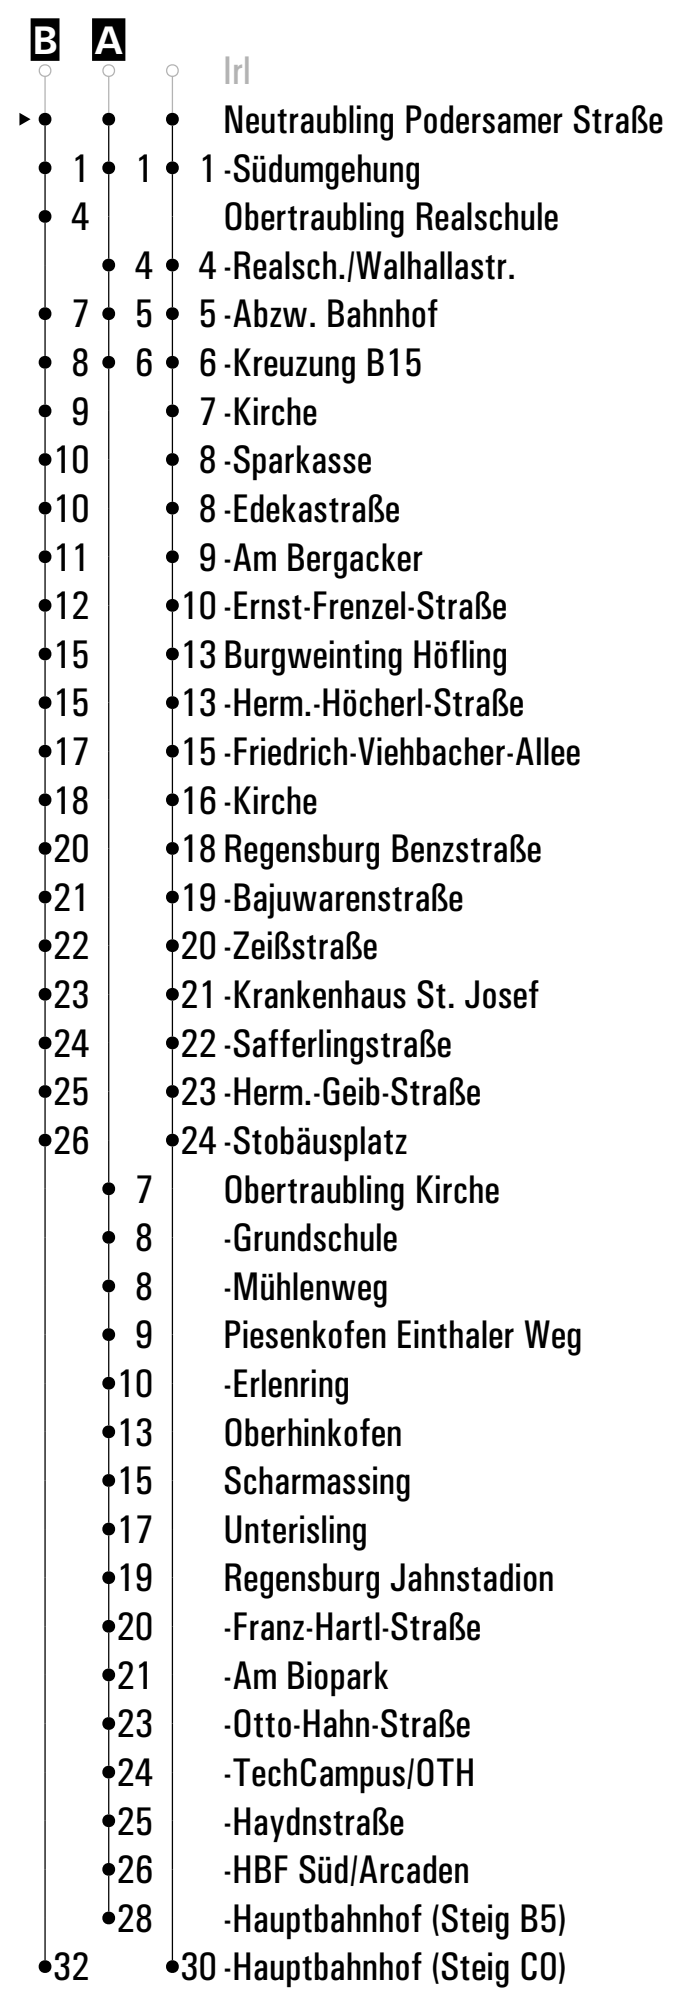 B A
Irl
Neutraubling Podersamer Straße
1 1 1 -Südumgehung
4 Obertraubling Realschule
4 4 -Realsch./Walhallastr.
7 5 5 -Abzw. Bahnhof
8 6 6 -Kreuzung B15
9 7 -Kirche
10 8 -Sparkasse
10 8 -Edekastraße
11 9 -Am Bergacker
12 10 -Ernst-Frenzel-Straße
15 13 Burgweinting Höfling
15 13 -Herm.-Höcherl-Straße
17 15 -Friedrich-Viehbacher-Allee
18 16 -Kirche
20 18 Regensburg Benzstraße
21 19 -Bajuwarenstraße
22 20 -Zeißstraße
23 21 -Krankenhaus St. Josef
24 22 -Safferlingstraße
25 23 -Herm.-Geib-Straße
26 24 -Stobäusplatz
7 Obertraubling Kirche
8 -Grundschule
8 -Mühlenweg
9 Piesenkofen Einthaler Weg
10 -Erlenring
13 Oberhinkofen
15 Scharmassing
17 Unterisling
19 Regensburg Jahnstadion
20 -Franz-Hartl-Straße
21 -Am Biopark
23 -Otto-Hahn-Straße
24 -TechCampus/OTH
25 -Haydnstraße
26 -HBF Süd/Arcaden
28 -Hauptbahnhof (Steig B5)
32 30 -Hauptbahnhof (Steig C0)